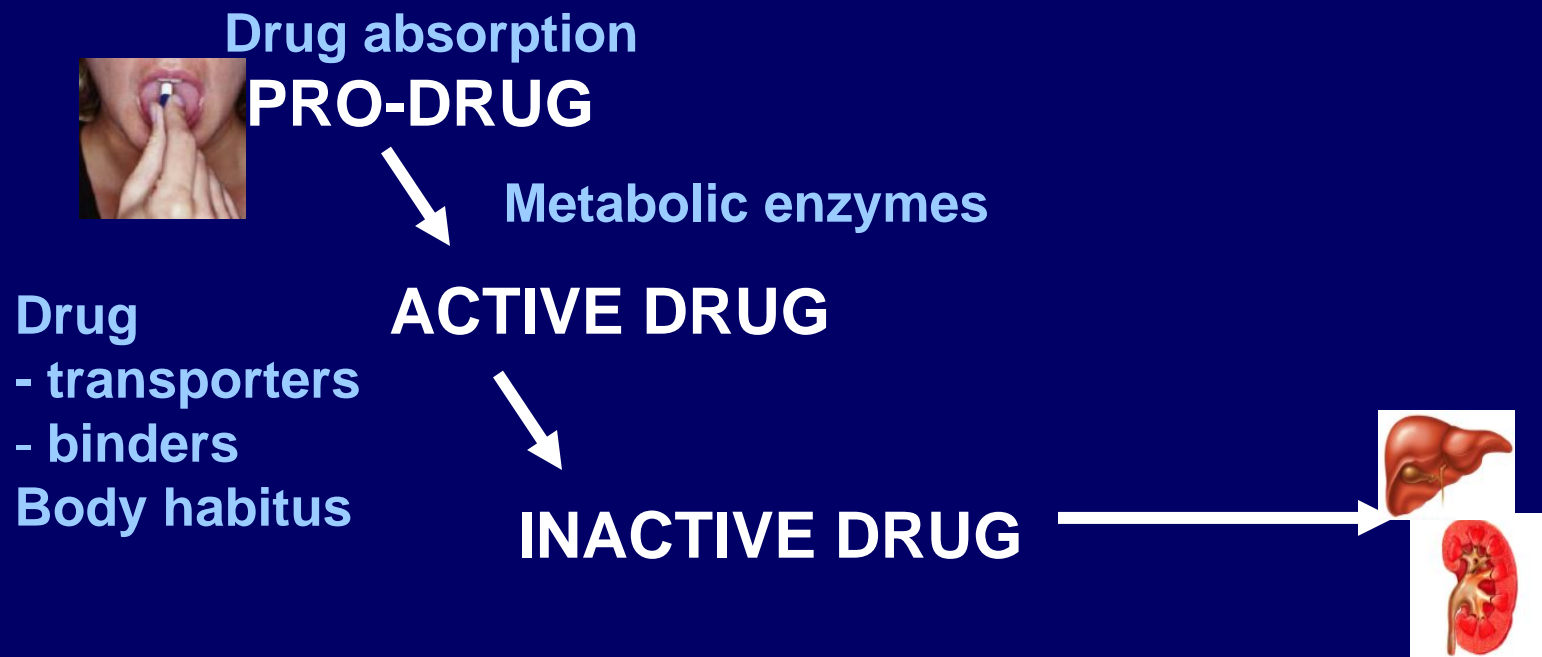 Drug absorption
PRO-DRUG
Metabolic enzymes
ACTIVE DRUG
Drug
- transporters
- binders
Body habitus
INACTIVE DRUG